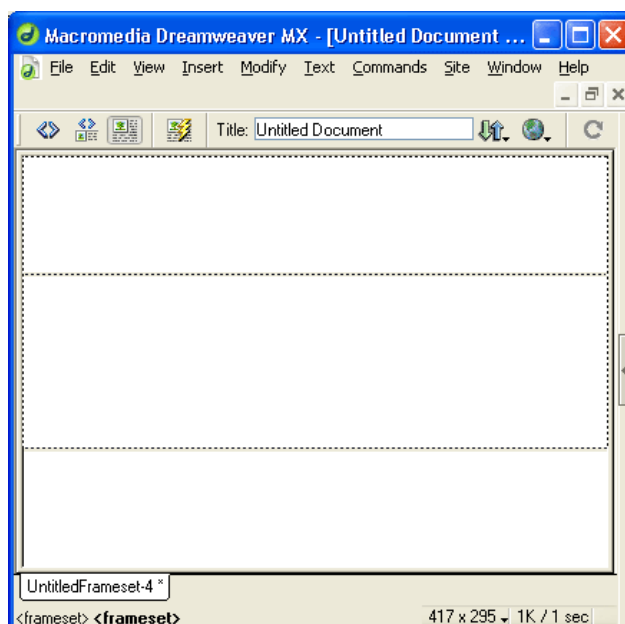 Macromedia Dreamweaver MX - [Untitled Document ...
File Edit View Insert Modify Text Commands Site Window Help
Title: Untitled Document
UntitledFrameset-4 *
<frameset> <frameset> 417 x 295 1K / 1 sec